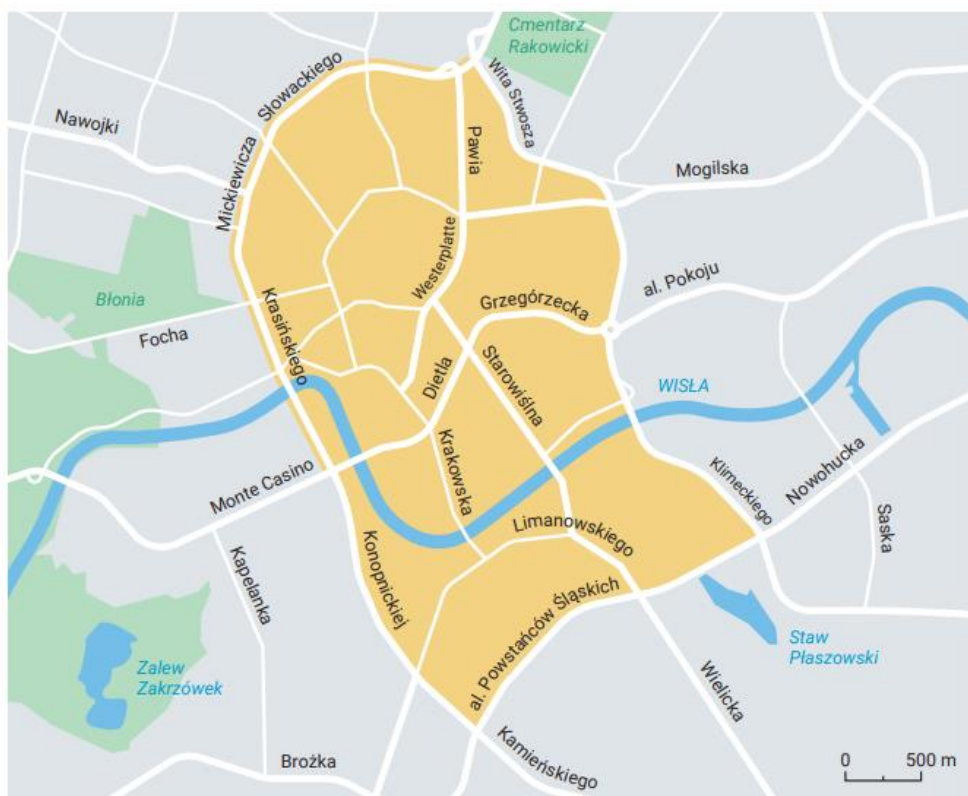 Cmentarz
Rakowicki
Słowackiego
Wita Stwosza
Nawojki
Pawia
Mogilska
Mickiewicza
Westerplatte
al. Pokoju
Błonia
Krasińskiego
Grzegórzecka
Focha
Dietla
Starowiślna
WISŁA
Krakowska
Monte Casino
Klimeckiego
Nowohucka
Limanowskiego
Saska
Kapelanka
Konopnickiej
al. Powstańców Śląskich
Staw
Płaszowski
Zalew
Zakrzówek
Wielicka
Kamieńskiego
Brożka
0 500 m